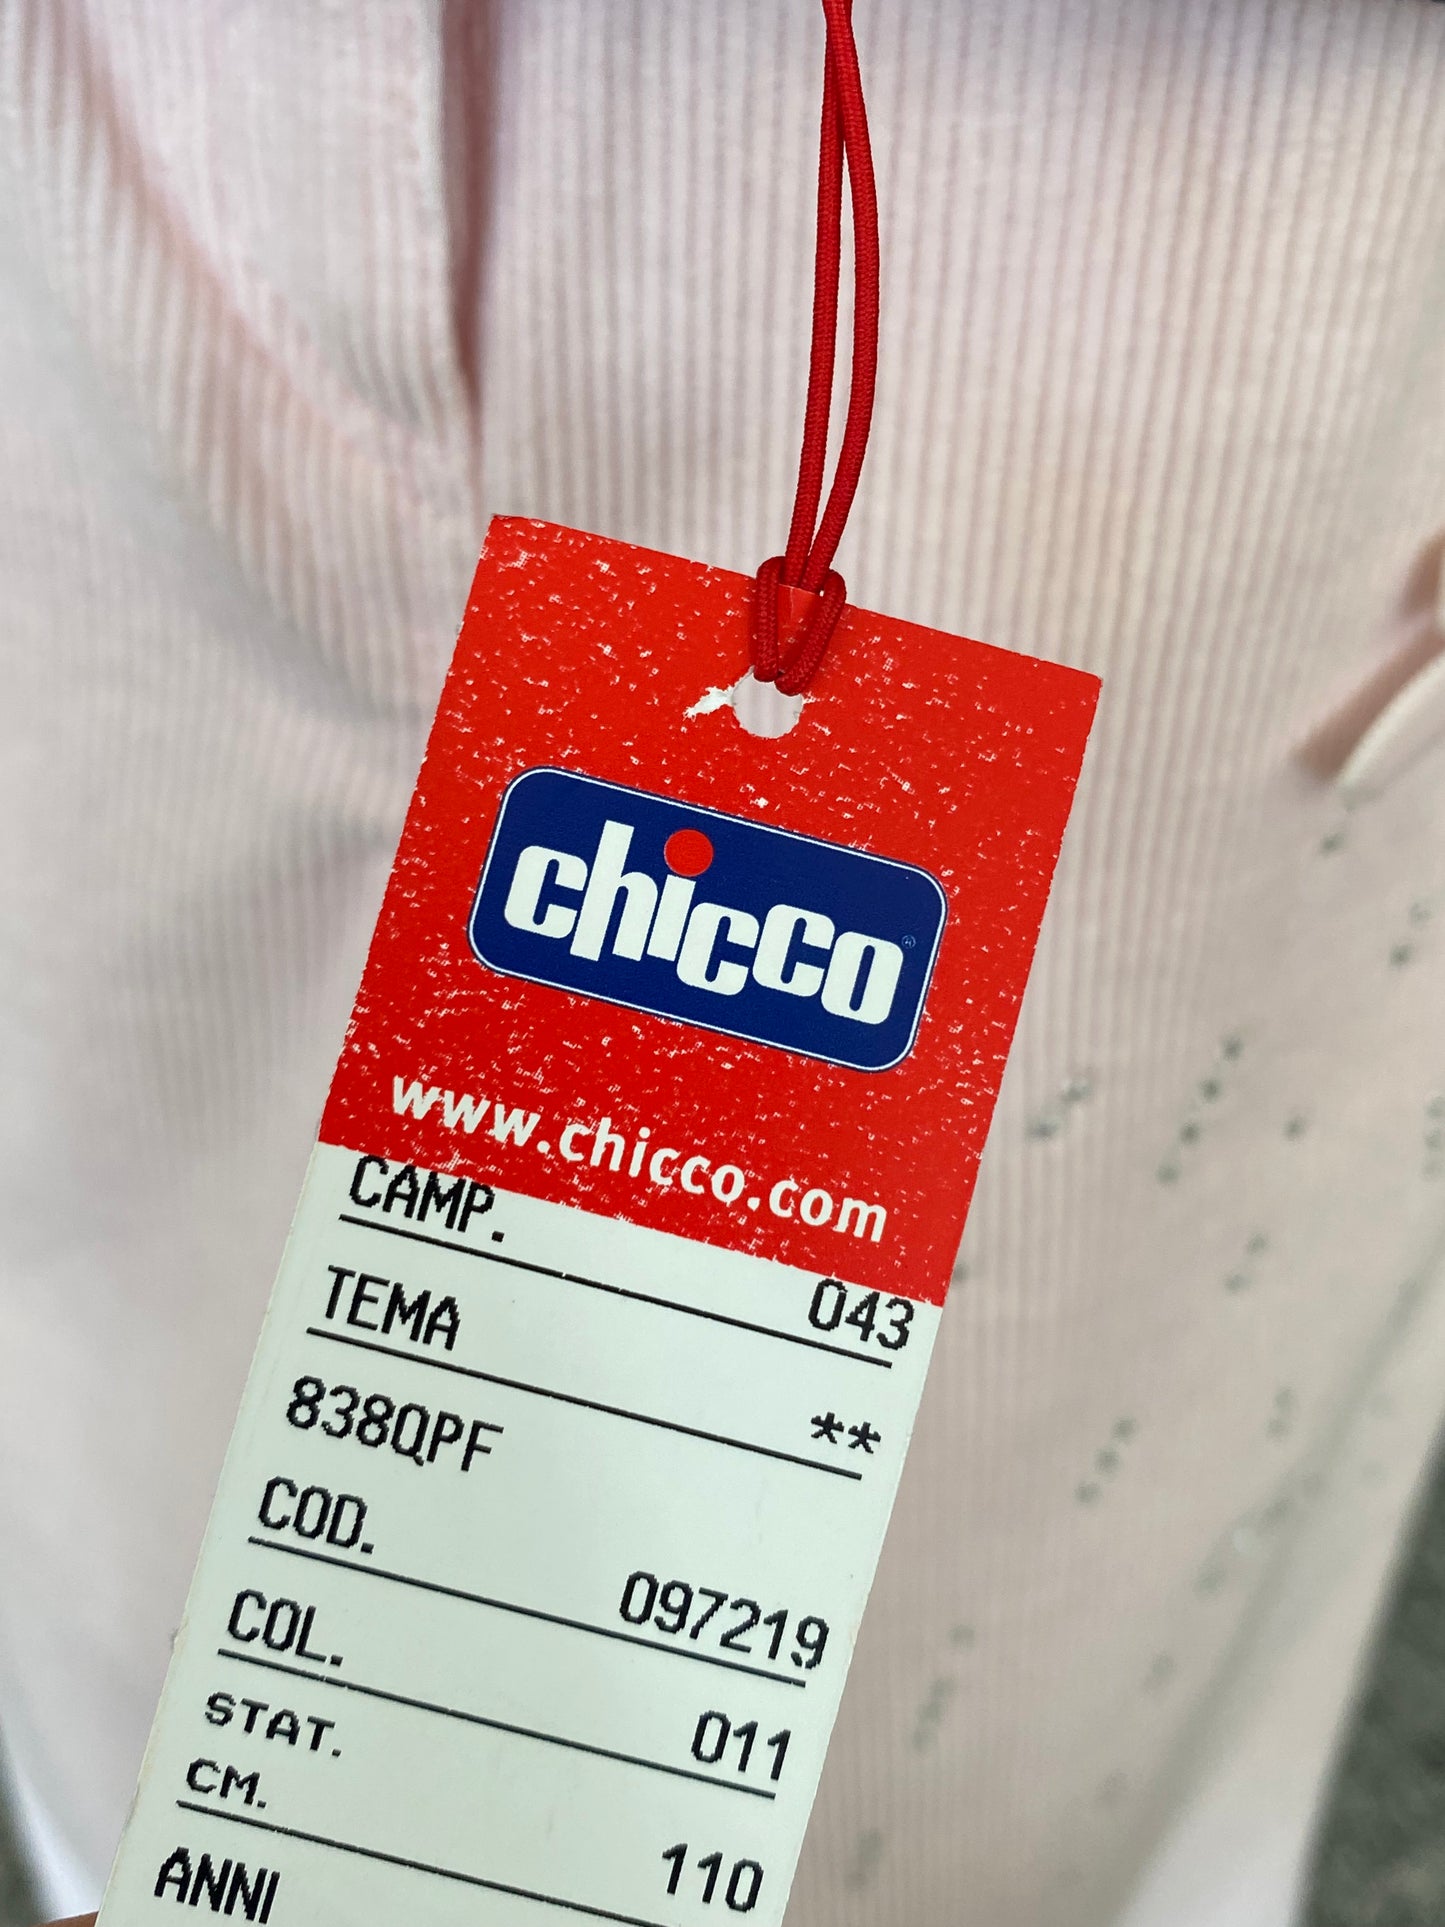 chicco
www.chicco.com
CAMP. 043
TEMA **
838QPF
COD. 097219
COL. 011
STAT.
CM. 110
ANNI